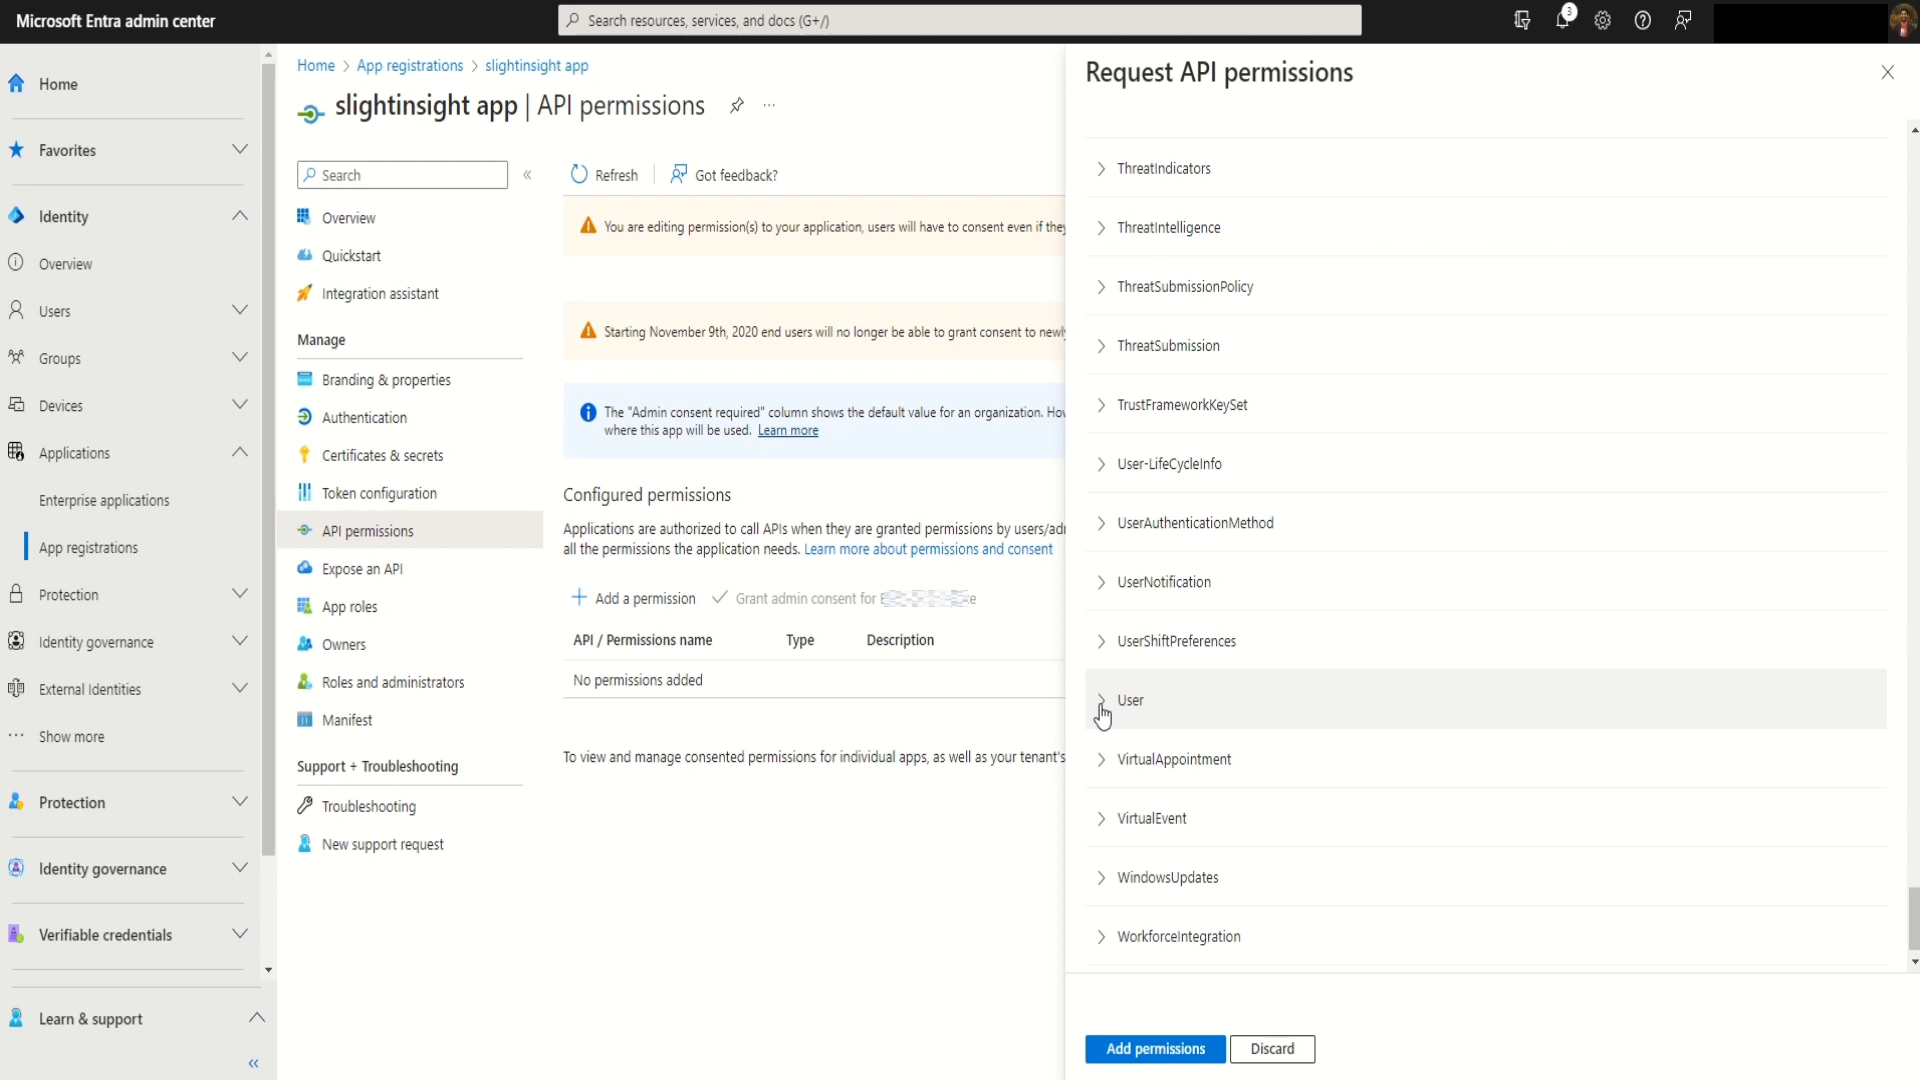 Microsoft Entra admin center
Search resources, services, and docs (G+/)
3
Home
Favorites
Identity
Overview
Users
Groups
Devices
Applications
Enterprise applications
App registrations
Protection
Identity governance
External Identities
Show more
Protection
Identity governance
Verifiable credentials
Learn & support
Home > App registrations > slightinsight app
slightinsight app | API permissions
Search
Overview
Quickstart
Integration assistant
Manage
Branding & properties
Authentication
Certificates & secrets
Token configuration
API permissions
Expose an API
App roles
Owners
Roles and administrators
Manifest
Support + Troubleshooting
Troubleshooting
New support request
Refresh
Got feedback?
You are editing permission(s) to your application, users will have to consent even if they
Starting November 9th, 2020 end users will no longer be able to grant consent to newly
The "Admin consent required" column shows the default value for an organization. How
where this app will be used. Learn more
Configured permissions
Applications are authorized to call APIs when they are granted permissions by users/adr
all the permissions the application needs. Learn more about permissions and consent
Add a permission
Grant admin consent for
API / Permissions name Type Description
No permissions added
To view and manage consented permissions for individual apps, as well as your tenant's
Request API permissions
ThreatIndicators
ThreatIntelligence
ThreatSubmissionPolicy
ThreatSubmission
TrustFrameworkKeySet
User-LifeCycleInfo
UserAuthenticationMethod
UserNotification
UserShiftPreferences
User
VirtualAppointment
VirtualEvent
WindowsUpdates
WorkforceIntegration
Add permissions
Discard